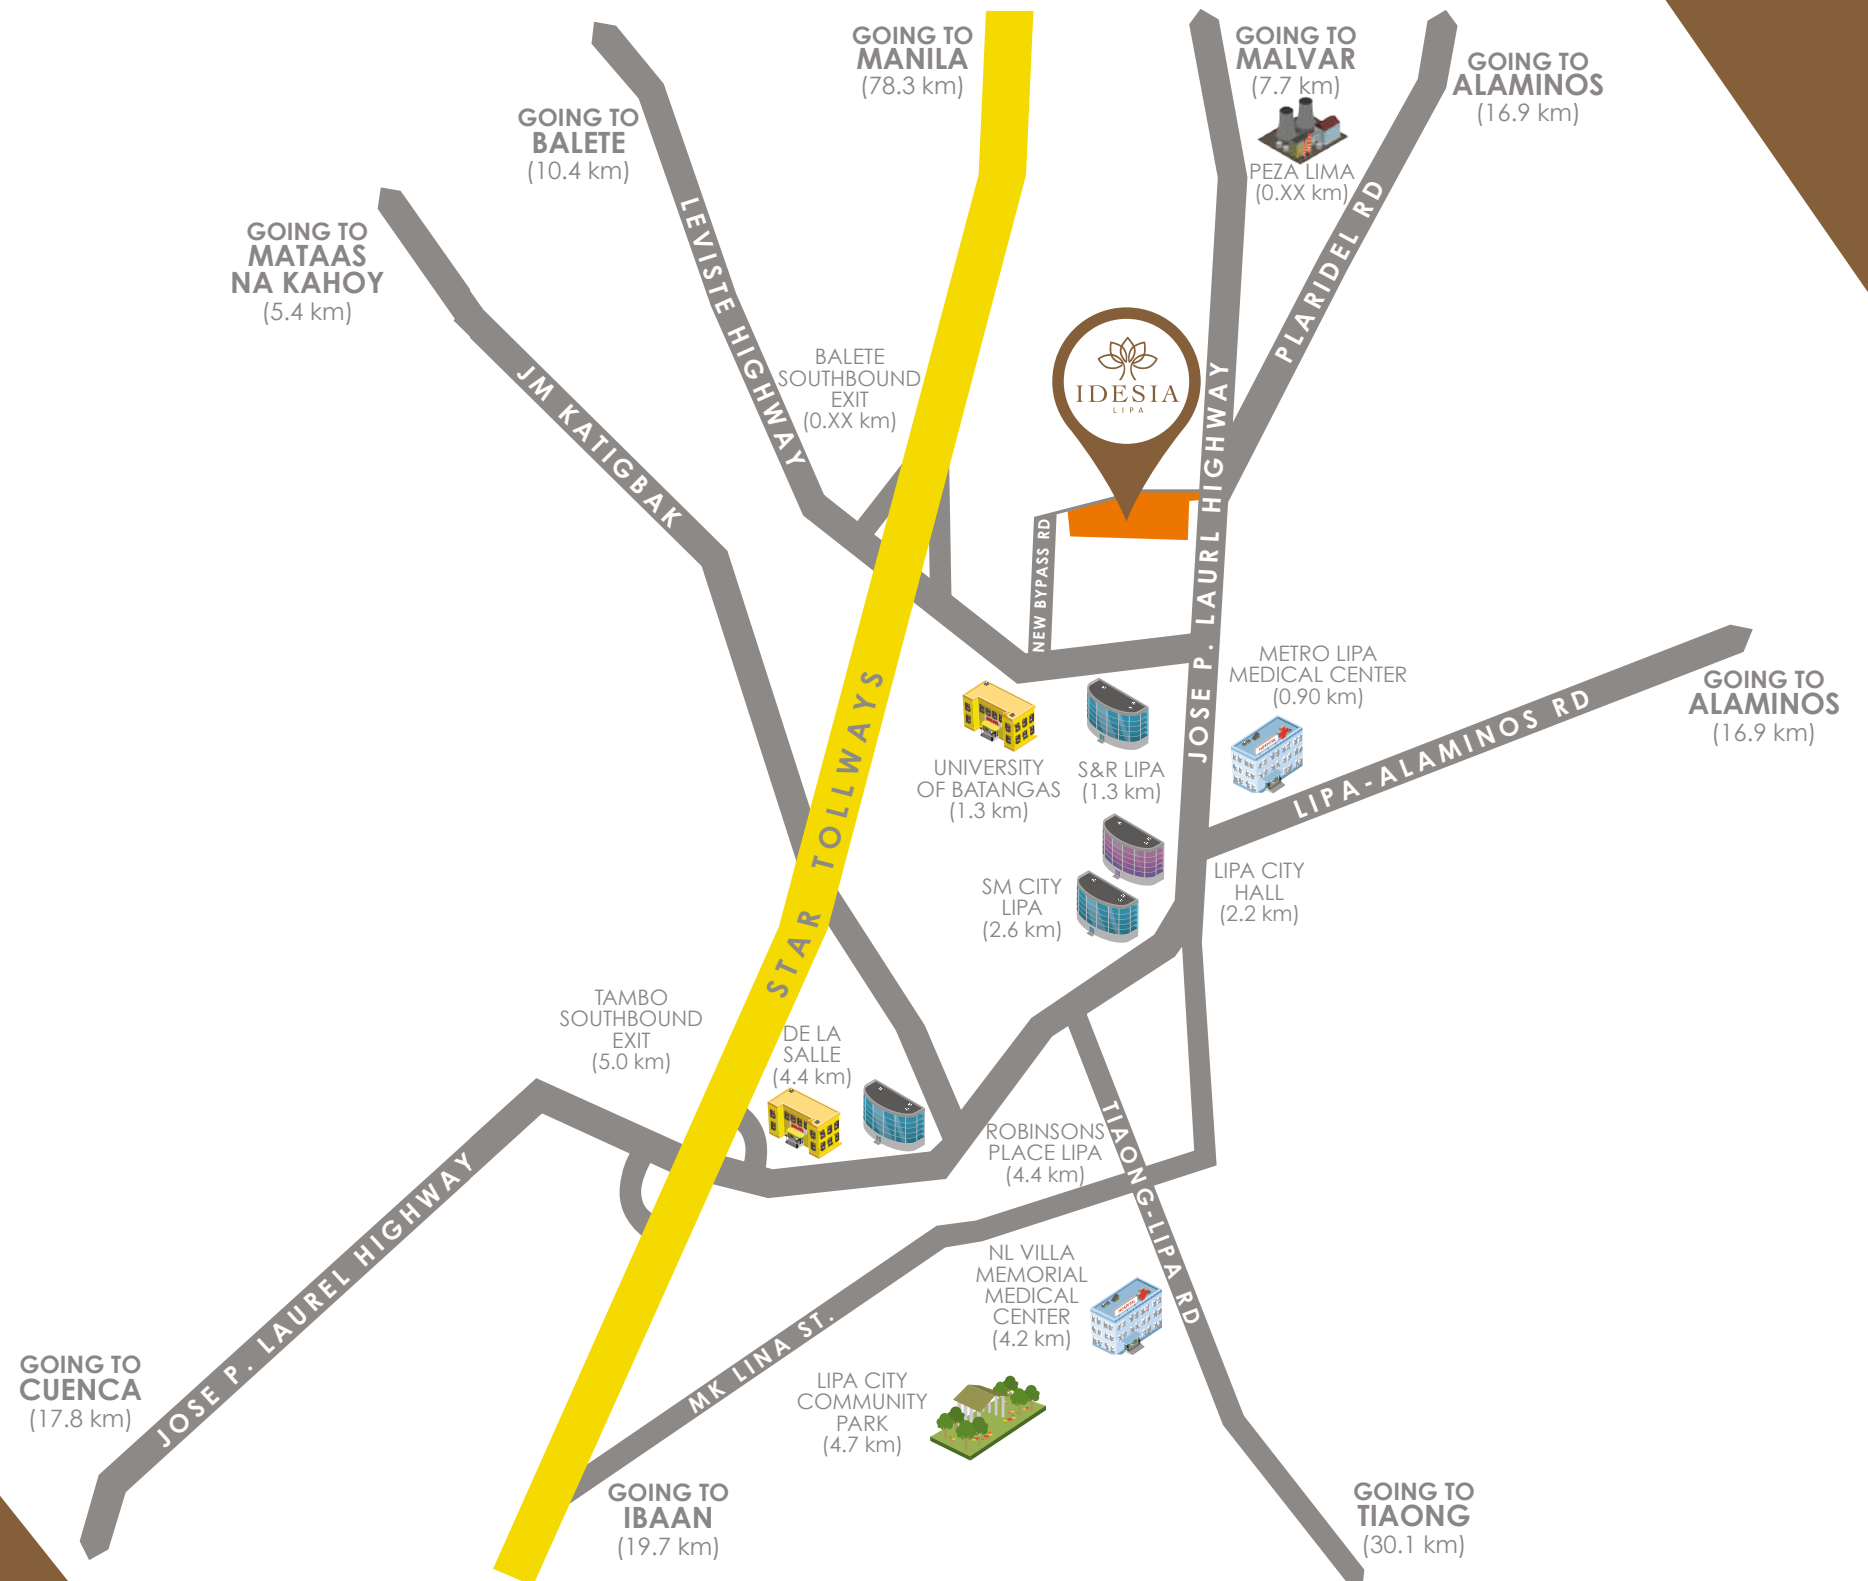 GOING TO
MANILA
(78.3 km)
GOING TO
MALVAR
(7.7 km)
PEZA LIMA
(0.XX km)
GOING TO
ALAMINOS
(16.9 km)
GOING TO
BALETE
(10.4 km)
GOING TO
MATAAS
NA KAHOY
(5.4 km)
LEVISTE HIGHWAY
PLARIDEL RD
JM KATIGBAK
BALETE
SOUTHBOUND
EXIT
(0.XX km)
IDESIA
LIPA
JOSE P. LAURL HIGHWAY
NEW BYPASS RD
METRO LIPA
MEDICAL CENTER
(0.90 km)
GOING TO
ALAMINOS
(16.9 km)
LIPA-ALAMINOS RD
STAR TOLLWAYS
UNIVERSITY
OF BATANGAS
(1.3 km)
S&R LIPA
(1.3 km)
SM CITY
LIPA
(2.6 km)
LIPA CITY
HALL
(2.2 km)
TAMBO
SOUTHBOUND
EXIT
(5.0 km)
DE LA
SALLE
(4.4 km)
ROBINSONS
PLACE LIPA
(4.4 km)
TIAONG-LIPA RD
JOSE P. LAUREL HIGHWAY
NL VILLA
MEMORIAL
MEDICAL
CENTER
(4.2 km)
MK LINA ST.
GOING TO
CUENCA
(17.8 km)
LIPA CITY
COMMUNITY
PARK
(4.7 km)
GOING TO
IBAAN
(19.7 km)
GOING TO
TIAONG
(30.1 km)